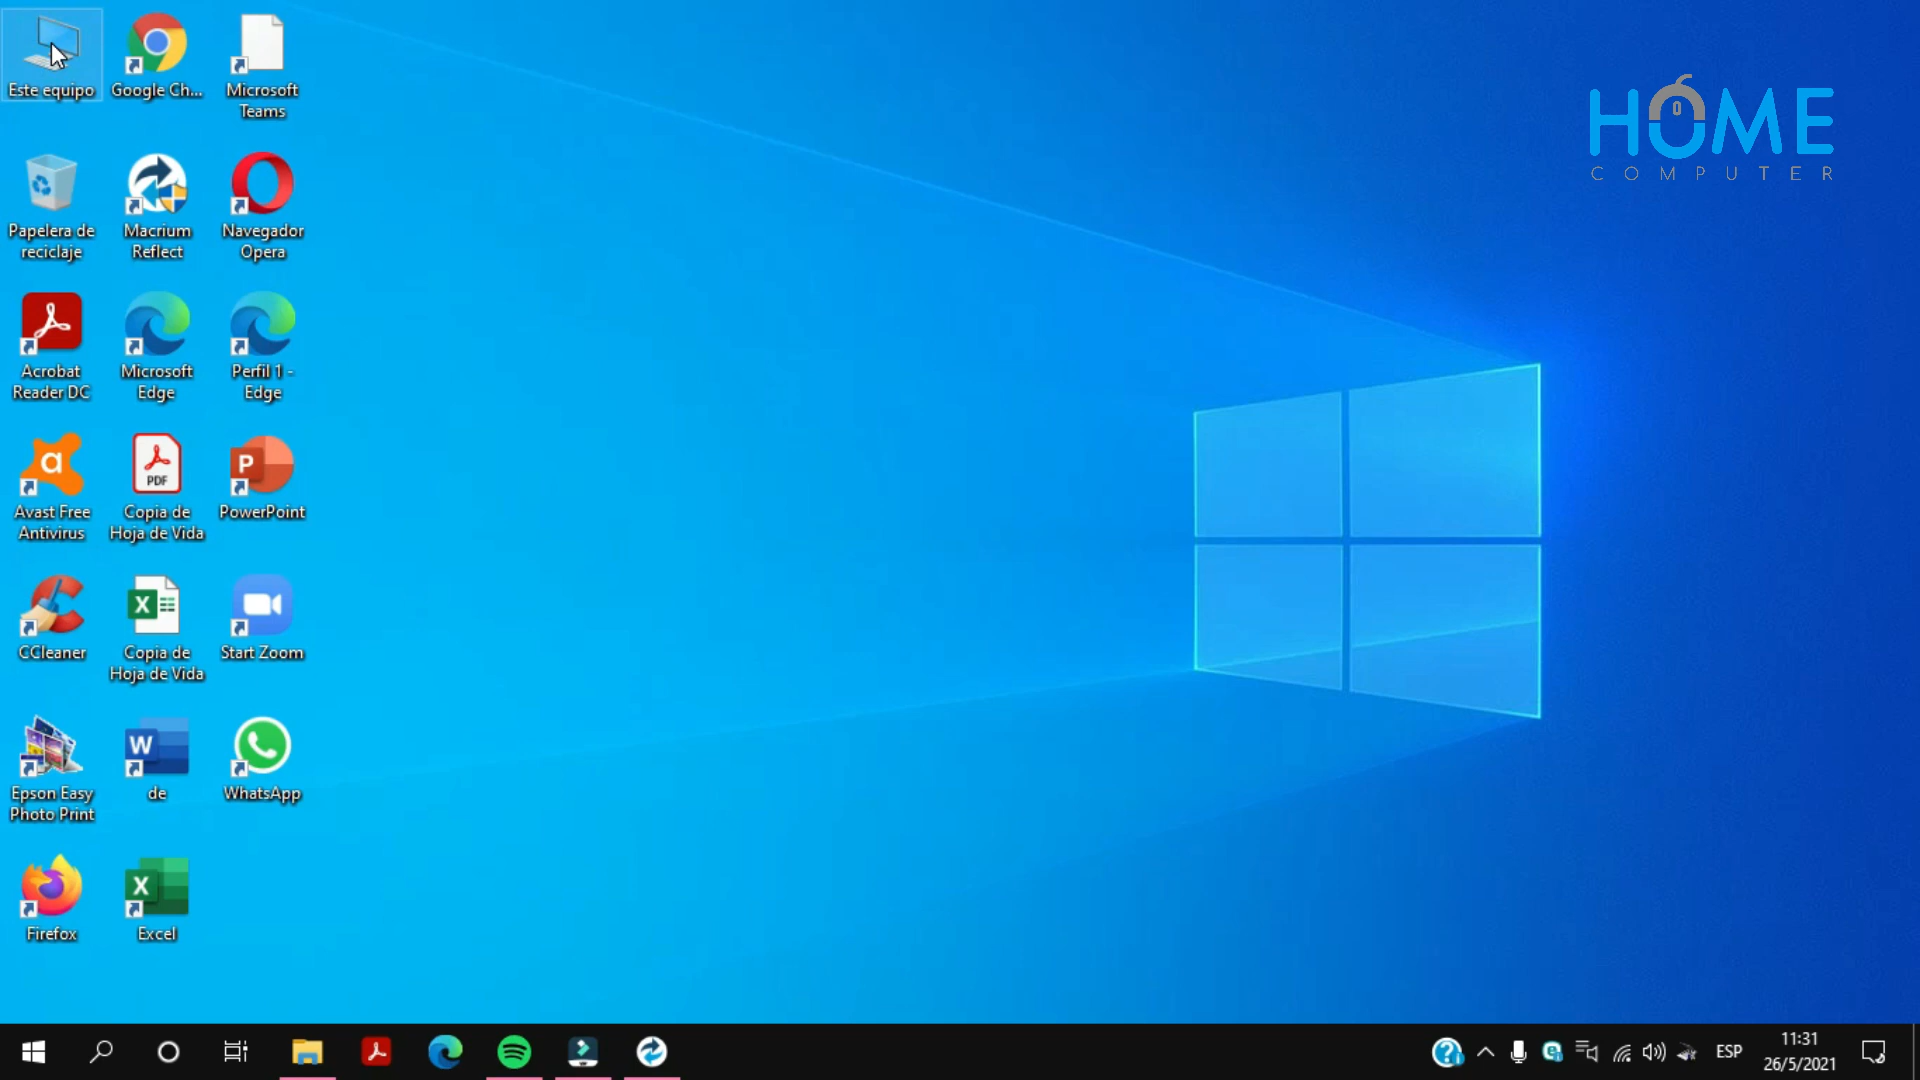 Este equipo
Google Ch...
Microsoft
Teams
HOME
COMPUTER
Papelera de
reciclaje
Macrium
Reflect
Navegador
Opera
Acrobat
Reader DC
Microsoft
Edge
Perfil 1 -
Edge
a
PDF
P
Avast Free
Antivirus
Copia de
Hoja de Vida
PowerPoint
X
CCleaner
Copia de
Hoja de Vida
Start Zoom
W
Epson Easy
Photo Print
de
WhatsApp
X
Firefox
Excel
ESP
11:31
26/5/2021